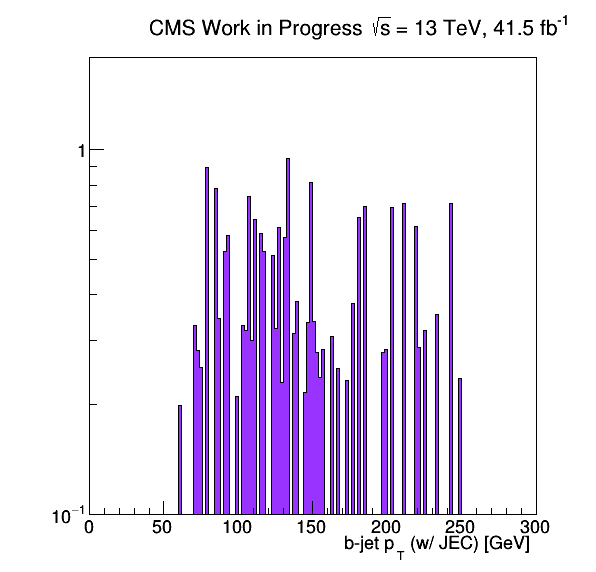 CMS Work in Progress √s = 13 TeV, 41.5 fb⁻¹
1
10⁻¹
0 50 100 150 200 250 300
b-jet p_T (w/ JEC) [GeV]